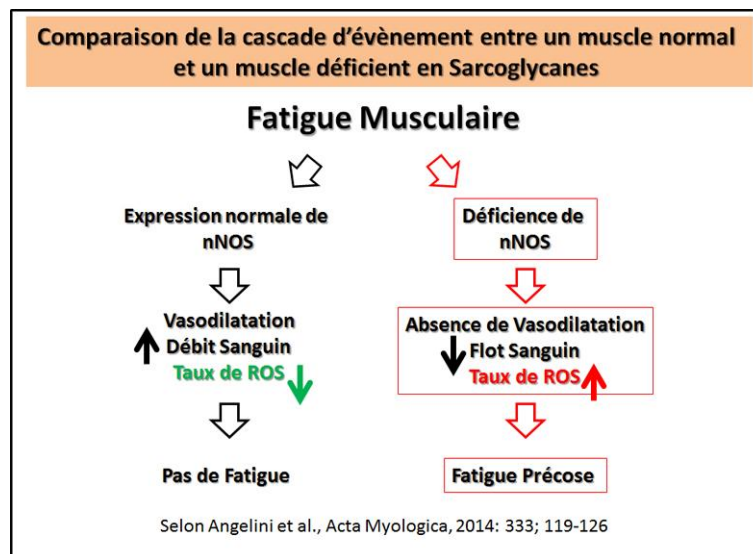 Comparaison de la cascade d'évènement entre un muscle normal
et un muscle déficient en Sarcoglycanes
Fatigue Musculaire
Expression normale de
nNOS
Vasodilatation
Débit Sanguin
Taux de ROS
Pas de Fatigue
Déficience de
nNOS
Absence de Vasodilatation
Flot Sanguin
Taux de ROS
Fatigue Précose
Selon Angelini et al., Acta Myologica, 2014: 333; 119-126